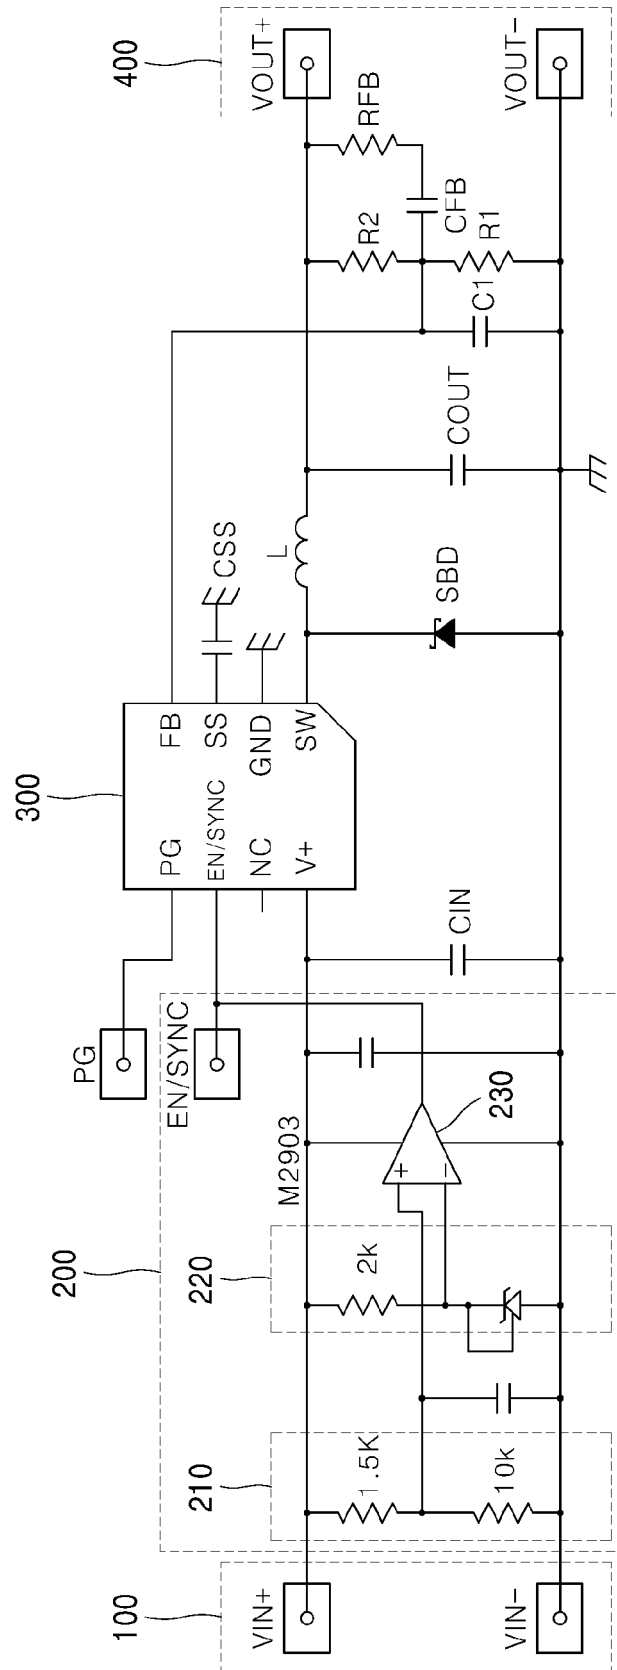 100
VIN+
VIN-
200
210
1.5K
10k
220
2k
M2903
+
-
230
PG
EN/SYNC
CIN
300
PG
EN/SYNC
NC
V+
FB
SS
GND
SW
CSS
L
SBD
COUT
C1
R2
R1
CFB
RFB
400
VOUT+
VOUT-